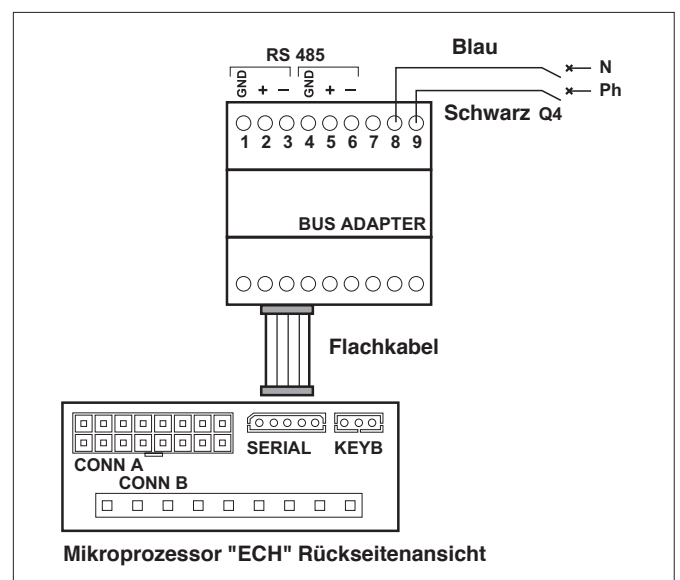 RS 485
Blau
N
GND + – GND + –
Ph
Schwarz Q4
1 2 3 4 5 6 7 8 9
BUS ADAPTER
Flachkabel
SERIAL KEYB
CONN A
CONN B
Mikroprozessor "ECH" Rückseitenansicht